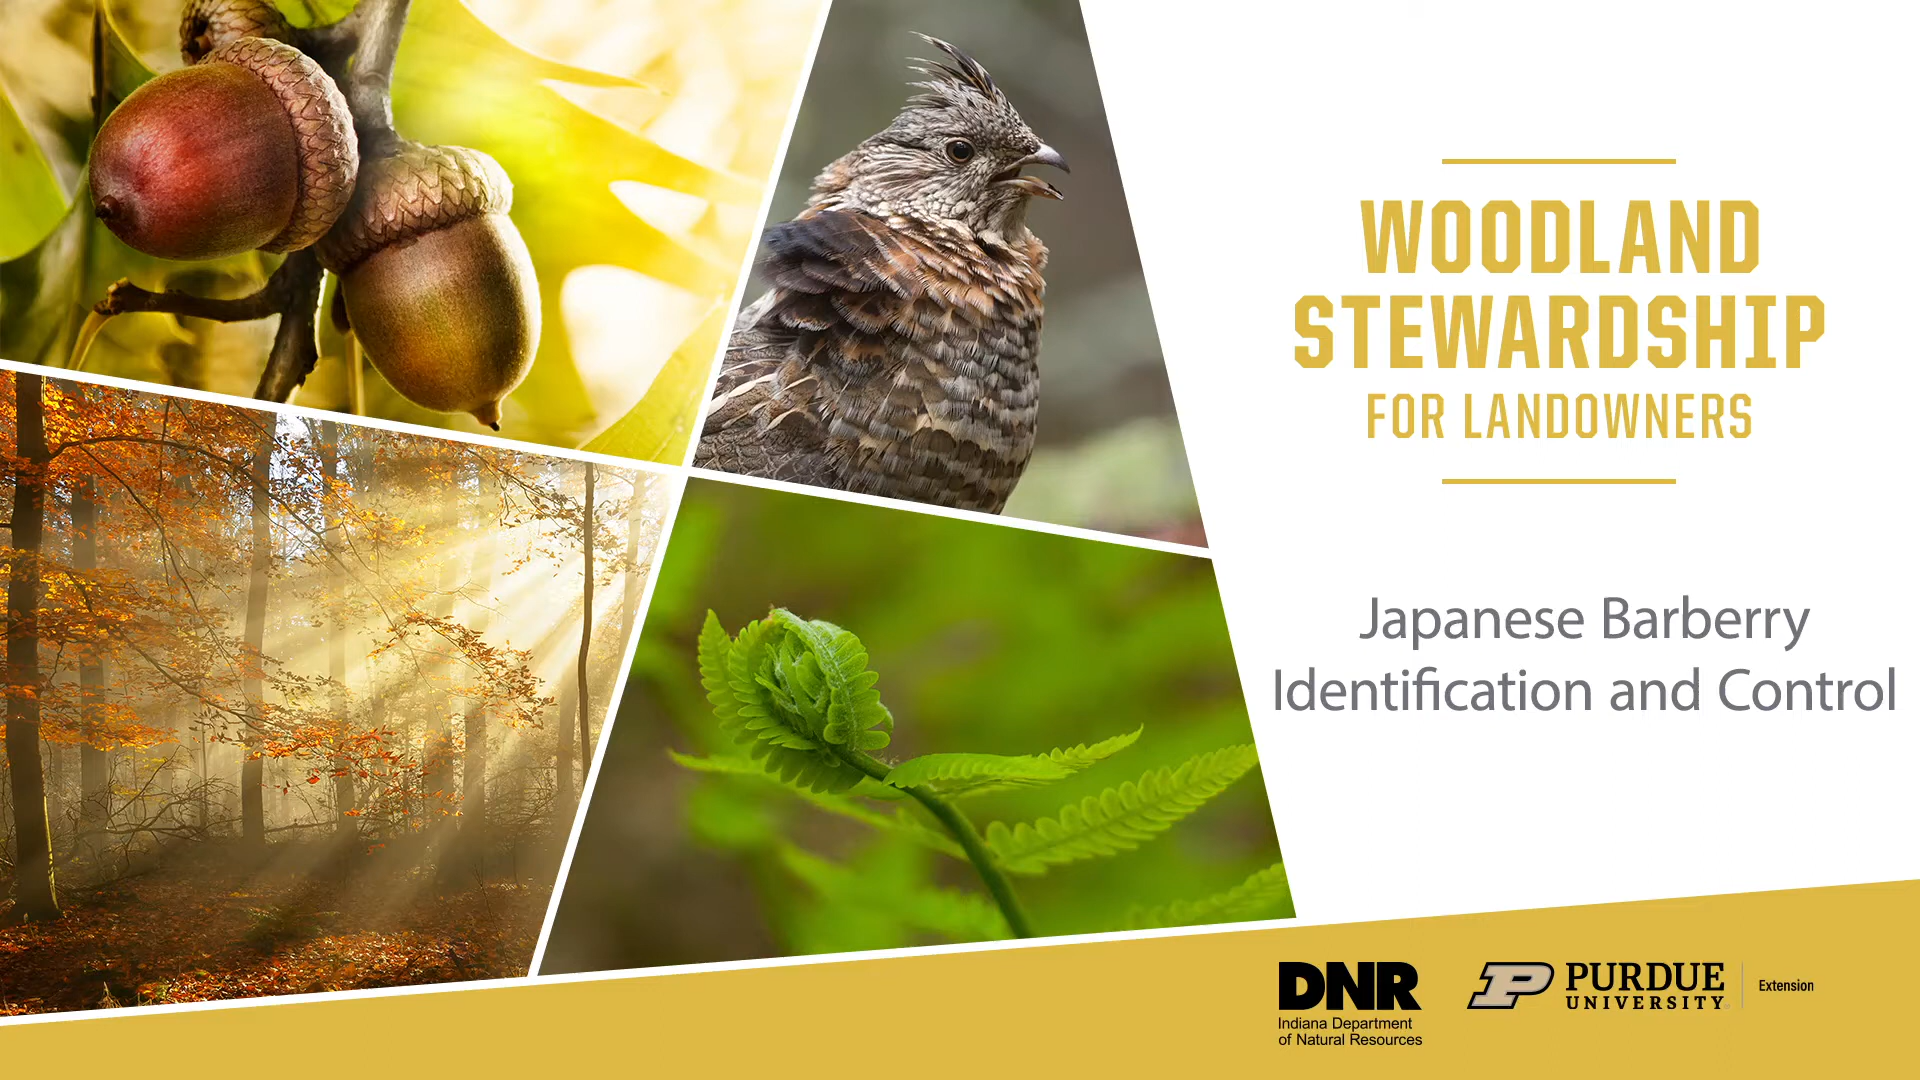 WOODLAND
STEWARDSHIP
FOR LANDOWNERS
Japanese Barberry
Identification and Control
DNR
Indiana Department
of Natural Resources
P PURDUE
UNIVERSITY
Extension